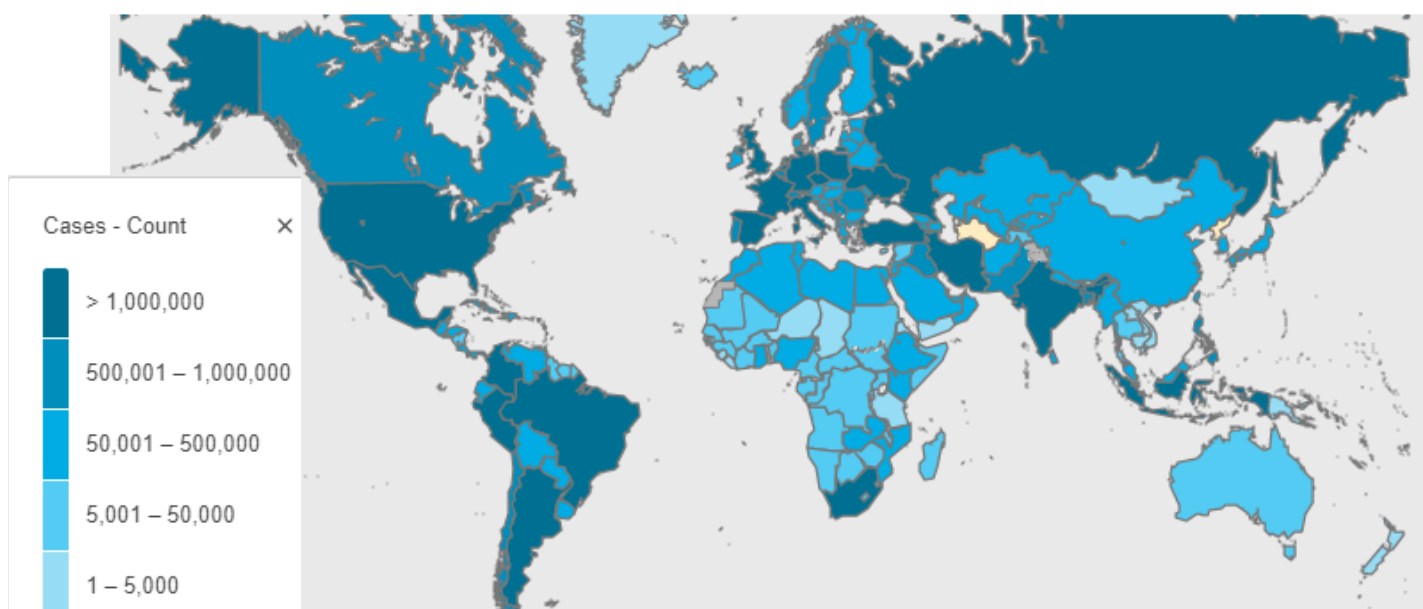 Cases - Count ×
> 1,000,000
500,001 – 1,000,000
50,001 – 500,000
5,001 – 50,000
1 – 5,000